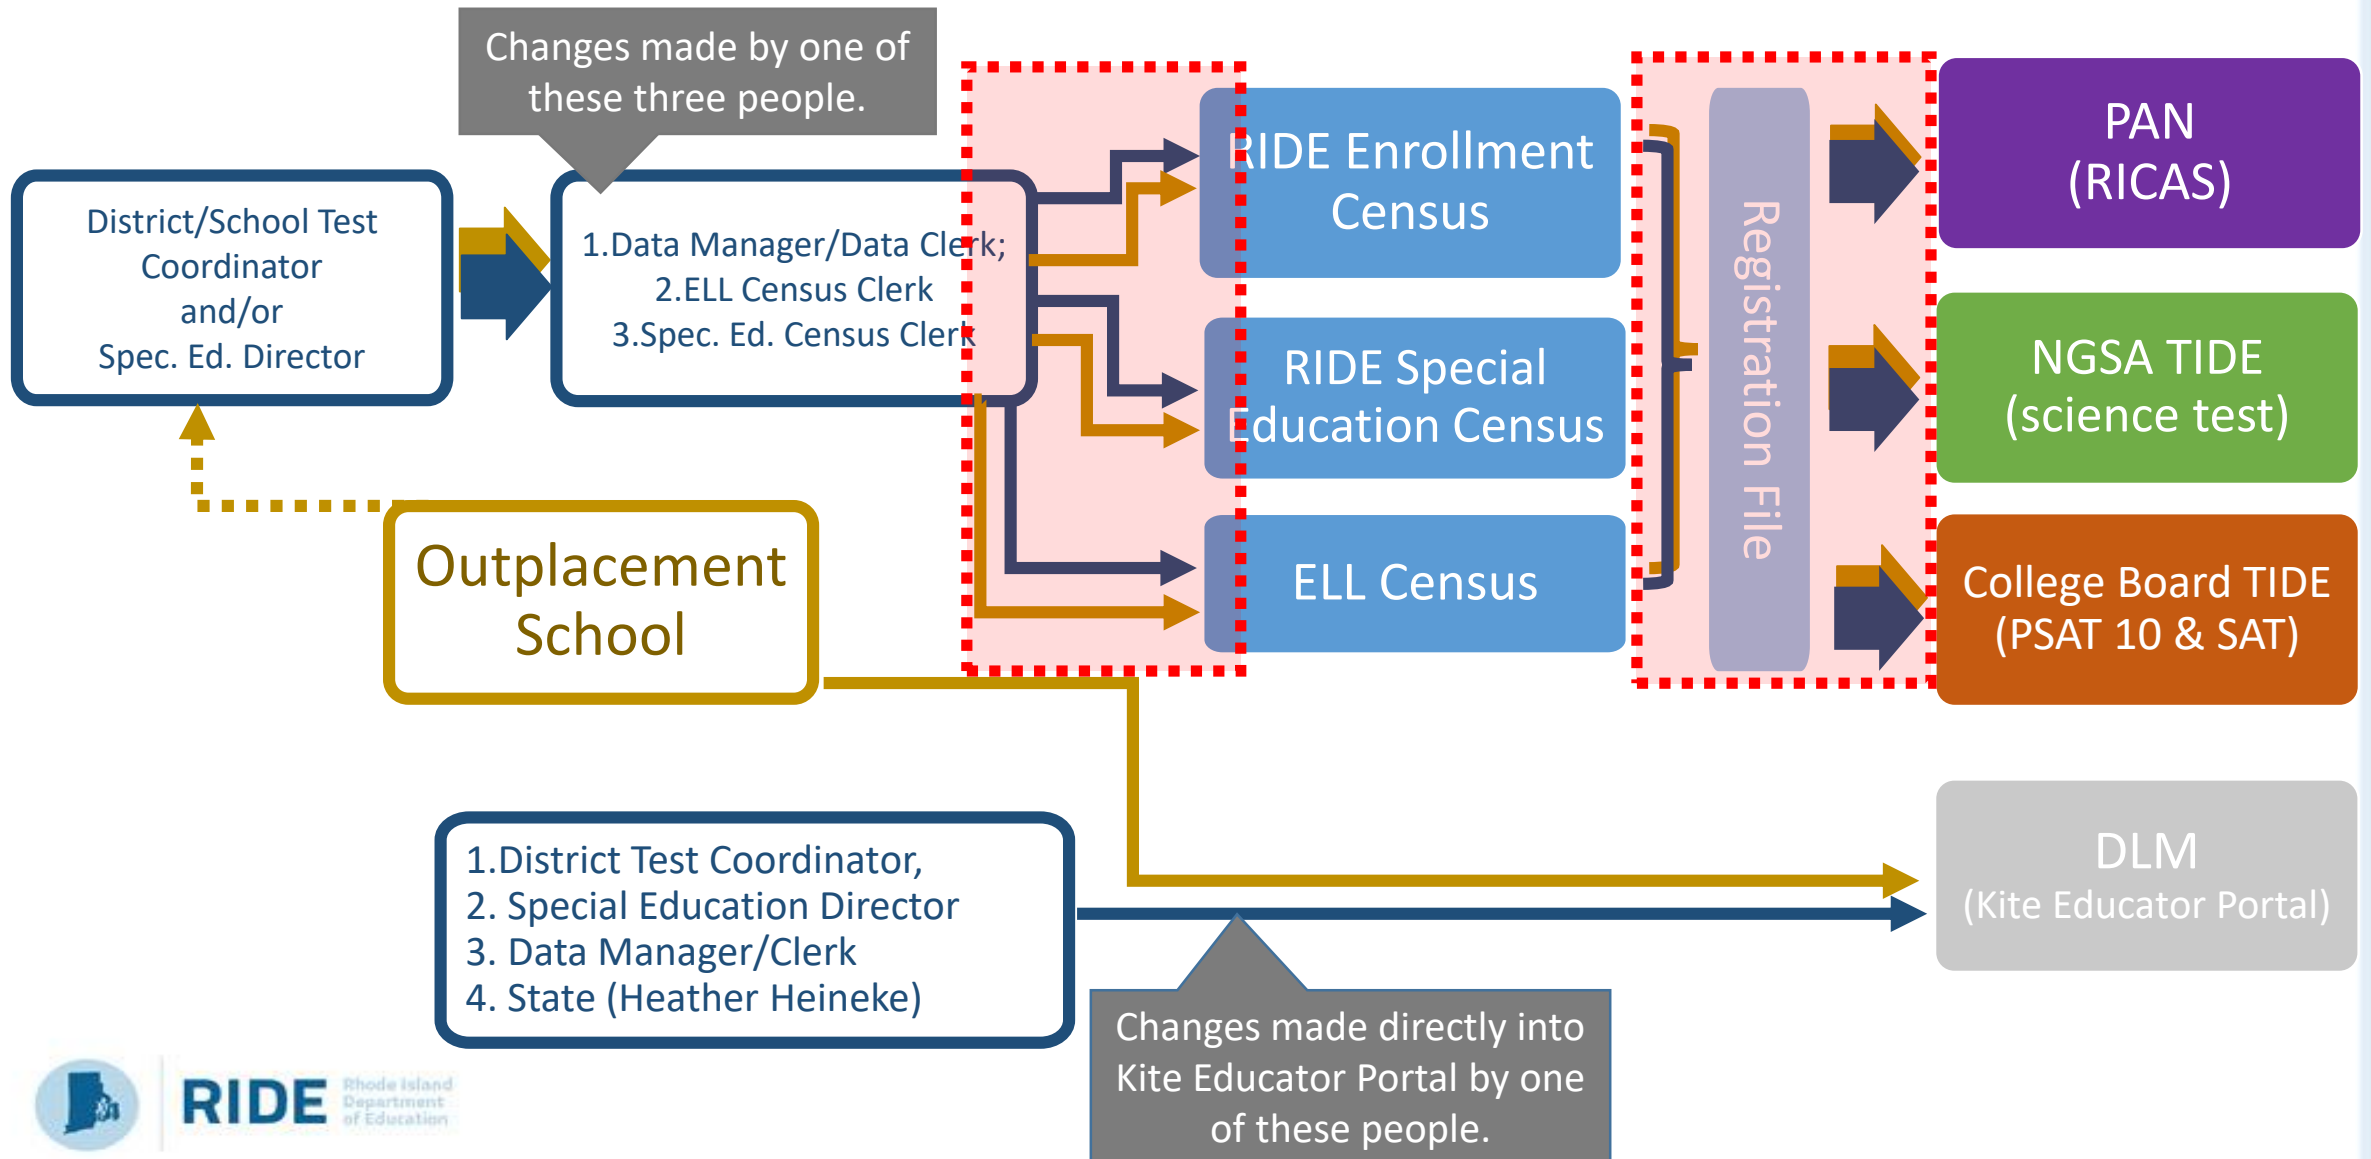 Changes made by one of
these three people.
District/School Test
Coordinator
and/or
Spec. Ed. Director
1.Data Manager/Data Clerk;
2.ELL Census Clerk
3.Spec. Ed. Census Clerk
RIDE Enrollment
Census
RIDE Special
Education Census
ELL Census
Registration File
PAN
(RICAS)
NGSA TIDE
(science test)
College Board TIDE
(PSAT 10 & SAT)
Outplacement
School
1.District Test Coordinator,
2. Special Education Director
3. Data Manager/Clerk
4. State (Heather Heineke)
DLM
(Kite Educator Portal)
Changes made directly into
Kite Educator Portal by one
of these people.
RIDE
Rhode Island
Department
of Education